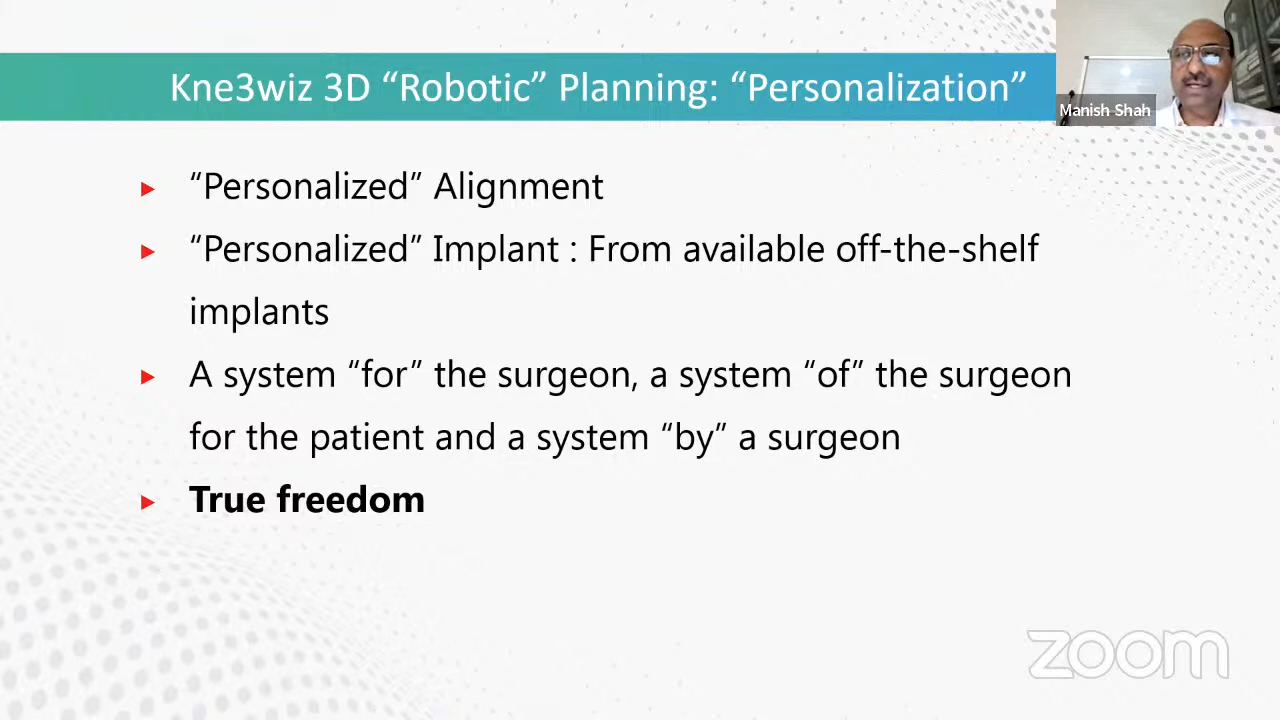 Kne3wiz 3D “Robotic” Planning: “Personalization”
Manish Shah
“Personalized” Alignment
“Personalized” Implant : From available off-the-shelf
implants
A system “for” the surgeon, a system “of” the surgeon
for the patient and a system “by” a surgeon
True freedom
zoom